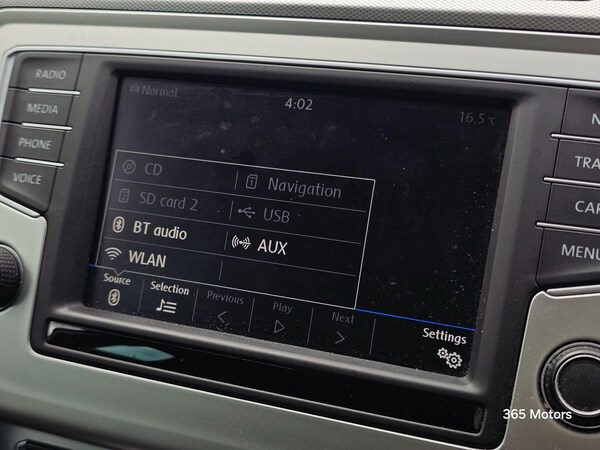 RADIO
MEDIA
PHONE
VOICE
Normal
4:02
16.5 °C
CD
Navigation
SD card 2
USB
BT audio
AUX
WLAN
Source
Selection
Previous
Play
Next
Settings
CAR
MENU
365 Motors